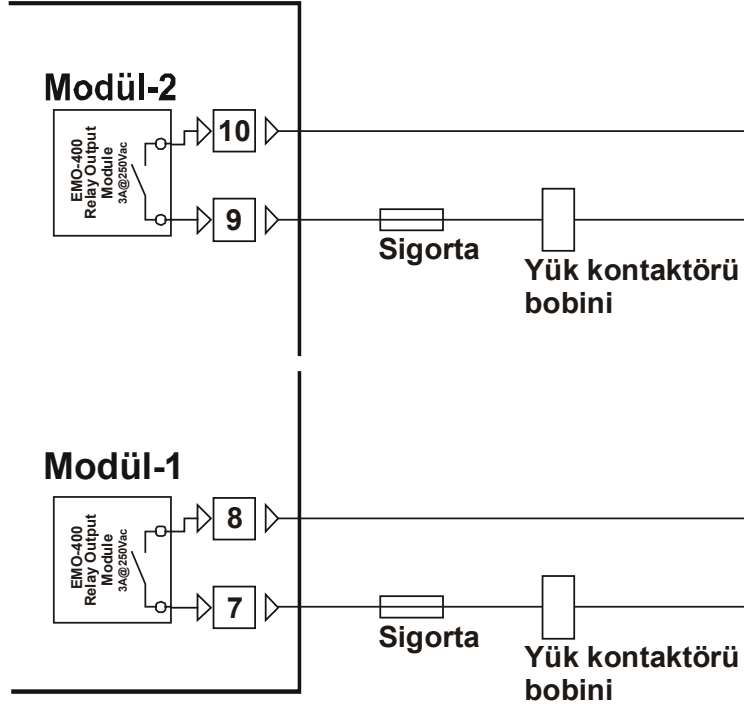 Modül-2
EMO-400
Relay Output
Module
3A@250Vac
10
9
Sigorta
Yük kontaktörü
bobini
Modül-1
EMO-400
Relay Output
Module
3A@250Vac
8
7
Sigorta
Yük kontaktörü
bobini